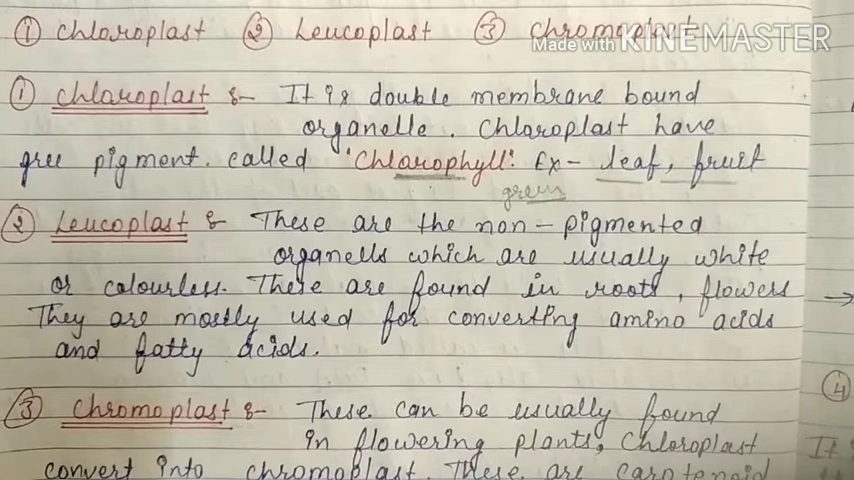 ① Chloroplast ② Leucoplast ③ Chromoplast
Made with KINEMASTER
① Chloroplast :- It is double membrane bound
organelle. Chloroplast have
gree pigment. called 'Chlorophyll'. Ex- leaf, fruit
green
② Leucoplast :- These are the non-pigmented
organells which are usually white
or colourless. These are found in roots, flowers
They are mostly used for converting amino acids
and fatty acids.
③ Chromoplast :- These can be usually found
in flowering plants, Chloroplast
convert into chromoplast. These are carotenoid
→
④
It i